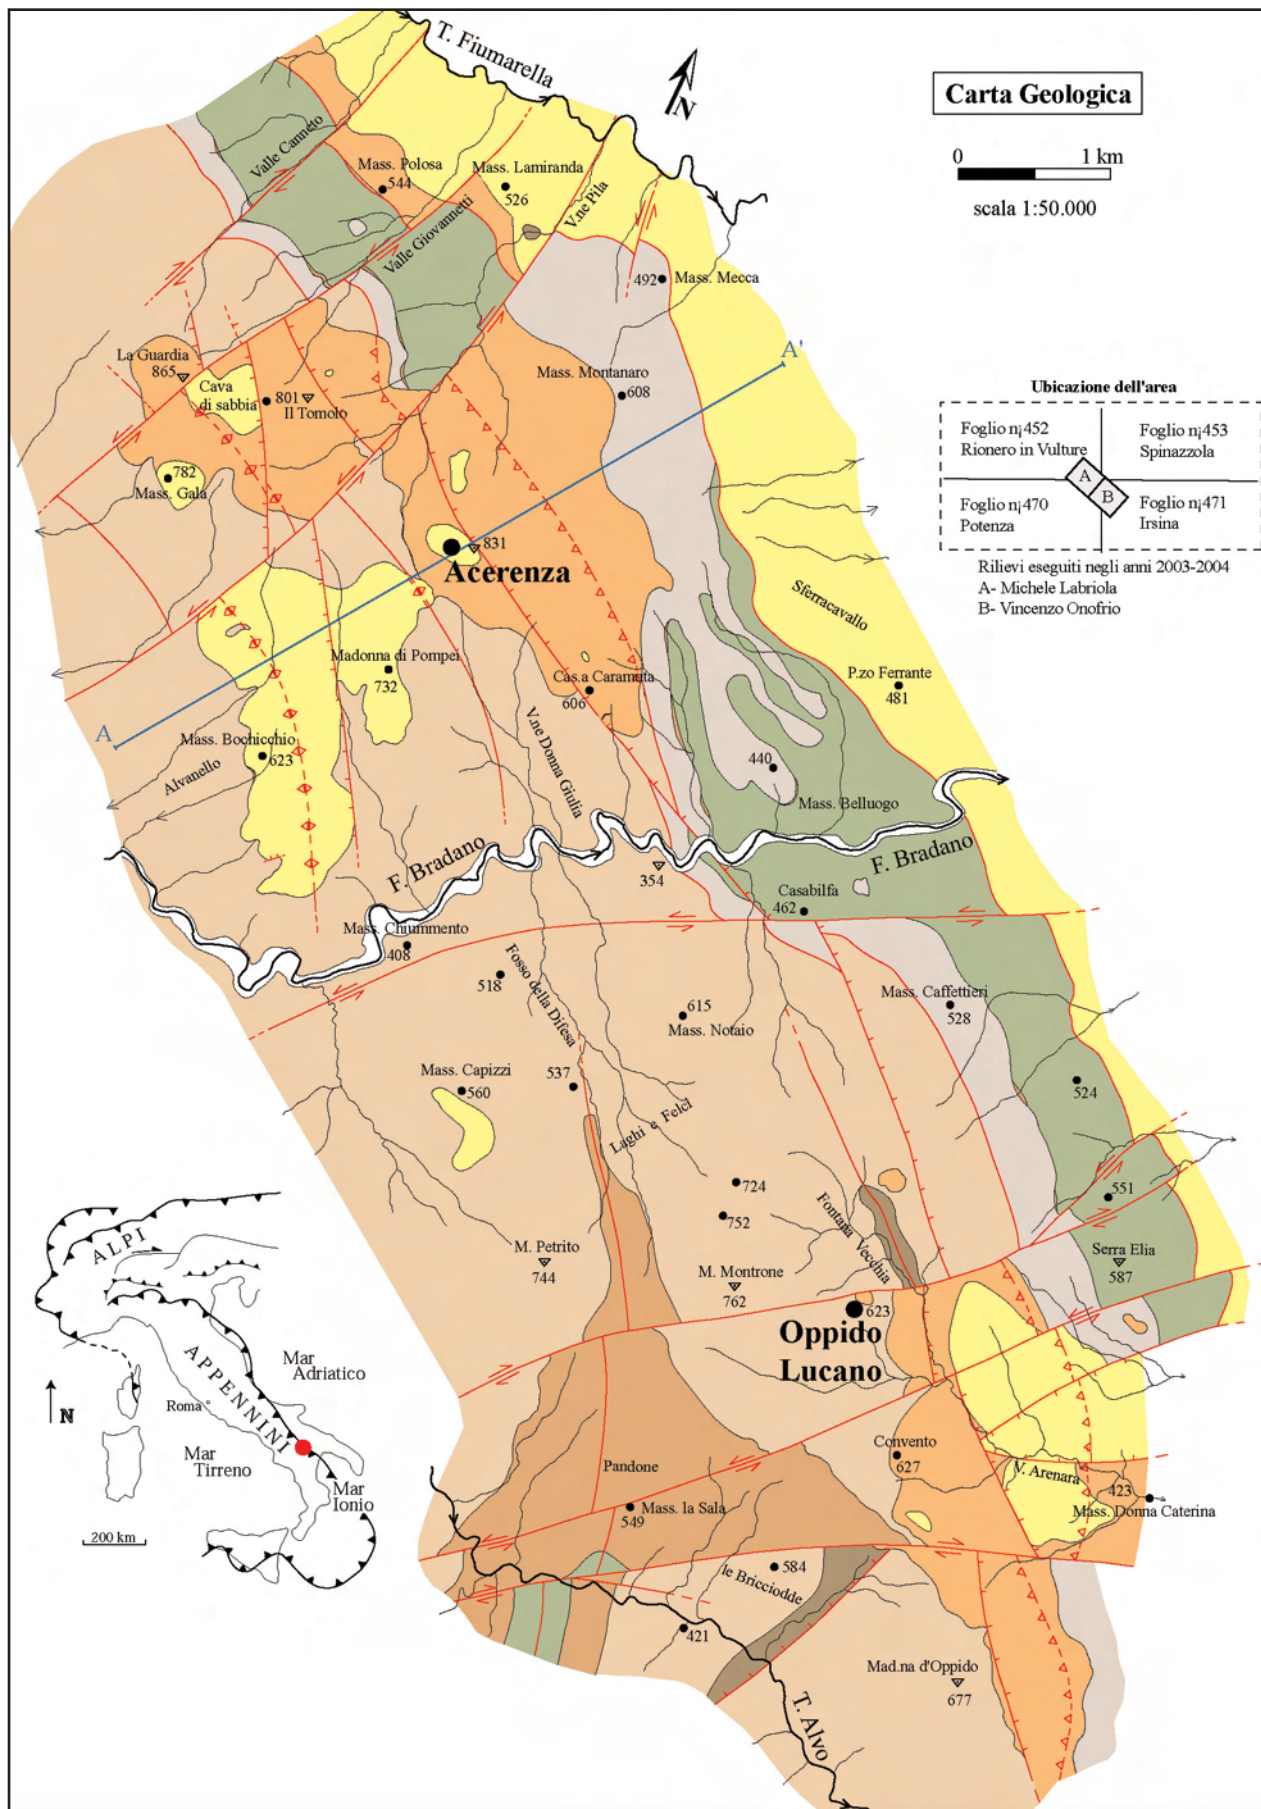 Carta Geologica
0 1 km
scala 1:50.000
N
T. Fiumarella
Valle Canneto
Mass. Polosa
544
Mass. Lamiranda
526
V.ne Pila
Valle Giovannetti
492
Mass. Mecca
A'
La Guardia
865
Cava
di sabbia
801
Il Tomolo
Mass. Montanaro
608
782
Mass. Gala
831
Acerenza
Sferracavallo
Madonna di Pompei
732
Cas.a Caramuta
606
P.zo Ferrante
481
A
Mass. Bochicchio
623
Alvanello
V.ne Donna Giulia
440
Mass. Belluogo
F. Bradano
F. Bradano
354
Casabilfa
462
Mass. Chiummento
408
518
Fosso della Difesa
615
Mass. Notaio
Mass. Caffettieri
528
Mass. Capizzi
560
537
524
Laghi e Felci
724
752
551
Fontana Vecchia
M. Petrito
744
M. Montrone
762
Serra Elia
587
623
Oppido
Lucano
Convento
627
Pandone
V. Arenara
423
Mass. Donna Caterina
Mass. la Sala
549
584
le Bricciodde
421
Mad.na d'Oppido
677
T. Alvo
Ubicazione dell'area
Foglio n¡452
Rionero in Vulture
Foglio n¡453
Spinazzola
A
B
Foglio n¡470
Potenza
Foglio n¡471
Irsina
Rilievi eseguiti negli anni 2003-2004
A- Michele Labriola
B- Vincenzo Onofrio
ALPI
APPENNINI
Mar
Adriatico
N
Roma
Mar
Tirreno
Mar
Ionio
200 km